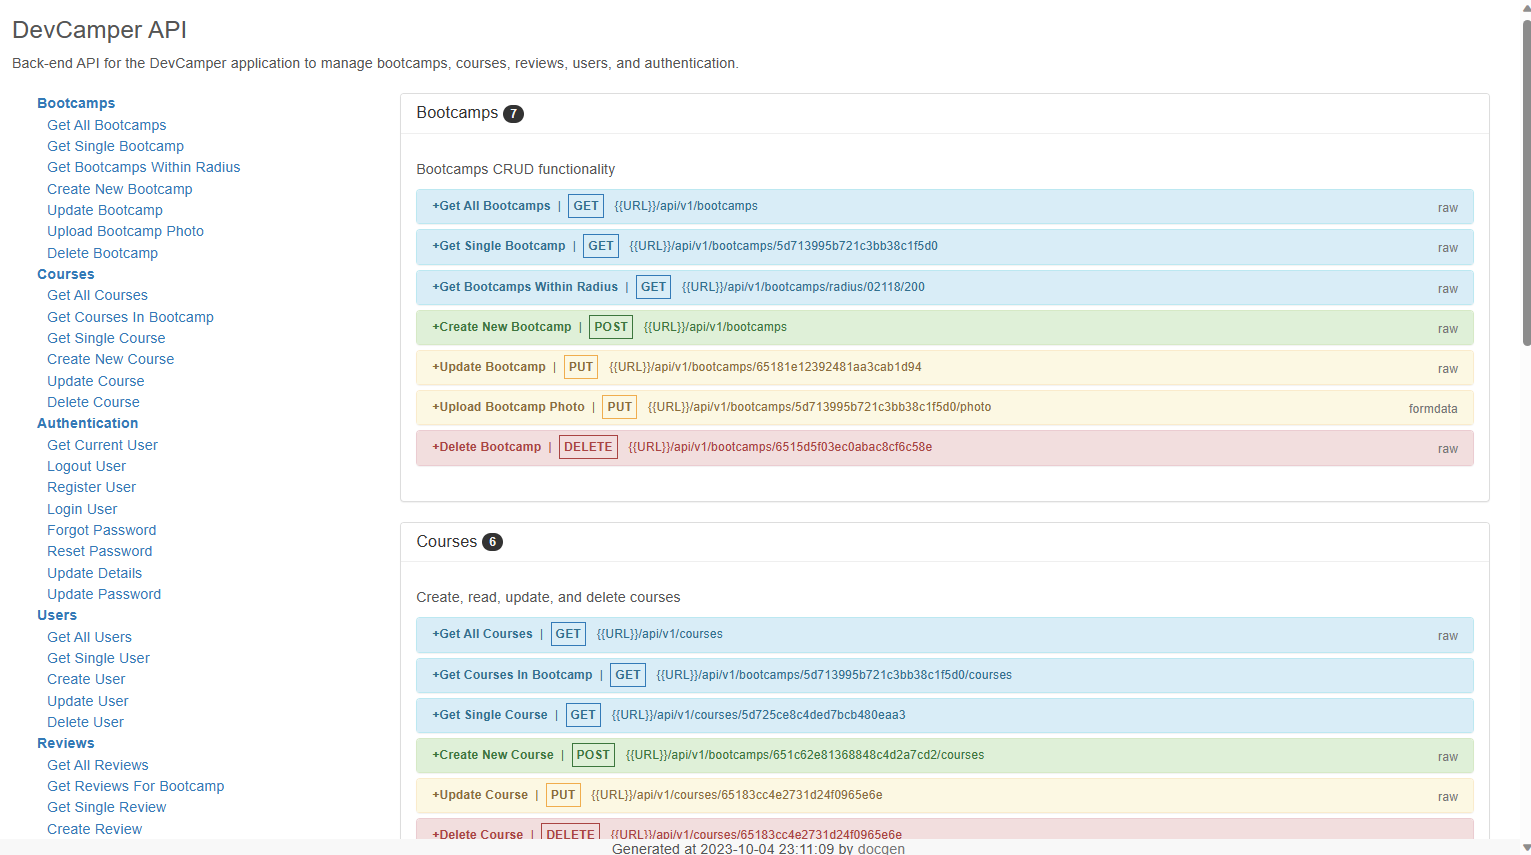 DevCamper API
Back-end API for the DevCamper application to manage bootcamps, courses, reviews, users, and authentication.
Bootcamps
Get All Bootcamps
Get Single Bootcamp
Get Bootcamps Within Radius
Create New Bootcamp
Update Bootcamp
Upload Bootcamp Photo
Delete Bootcamp
Courses
Get All Courses
Get Courses In Bootcamp
Get Single Course
Create New Course
Update Course
Delete Course
Authentication
Get Current User
Logout User
Register User
Login User
Forgot Password
Reset Password
Update Details
Update Password
Users
Get All Users
Get Single User
Create User
Update User
Delete User
Reviews
Get All Reviews
Get Reviews For Bootcamp
Get Single Review
Create Review
Bootcamps 7
Bootcamps CRUD functionality
+Get All Bootcamps | GET {{URL}}/api/v1/bootcamps raw
+Get Single Bootcamp | GET {{URL}}/api/v1/bootcamps/5d713995b721c3bb38c1f5d0 raw
+Get Bootcamps Within Radius | GET {{URL}}/api/v1/bootcamps/radius/02118/200 raw
+Create New Bootcamp | POST {{URL}}/api/v1/bootcamps raw
+Update Bootcamp | PUT {{URL}}/api/v1/bootcamps/65181e12392481aa3cab1d94 raw
+Upload Bootcamp Photo | PUT {{URL}}/api/v1/bootcamps/5d713995b721c3bb38c1f5d0/photo formdata
+Delete Bootcamp | DELETE {{URL}}/api/v1/bootcamps/6515d5f03ec0abac8cf6c58e raw
Courses 6
Create, read, update, and delete courses
+Get All Courses | GET {{URL}}/api/v1/courses raw
+Get Courses In Bootcamp | GET {{URL}}/api/v1/bootcamps/5d713995b721c3bb38c1f5d0/courses
+Get Single Course | GET {{URL}}/api/v1/courses/5d725ce8c4ded7bcb480eaa3
+Create New Course | POST {{URL}}/api/v1/bootcamps/651c62e81368848c4d2a7cd2/courses raw
+Update Course | PUT {{URL}}/api/v1/courses/65183cc4e2731d24f0965e6e raw
+Delete Course | DELETE {{URL}}/api/v1/courses/65183cc4e2731d24f0965e6e
Generated at 2023-10-04 23:11:09 by docgen